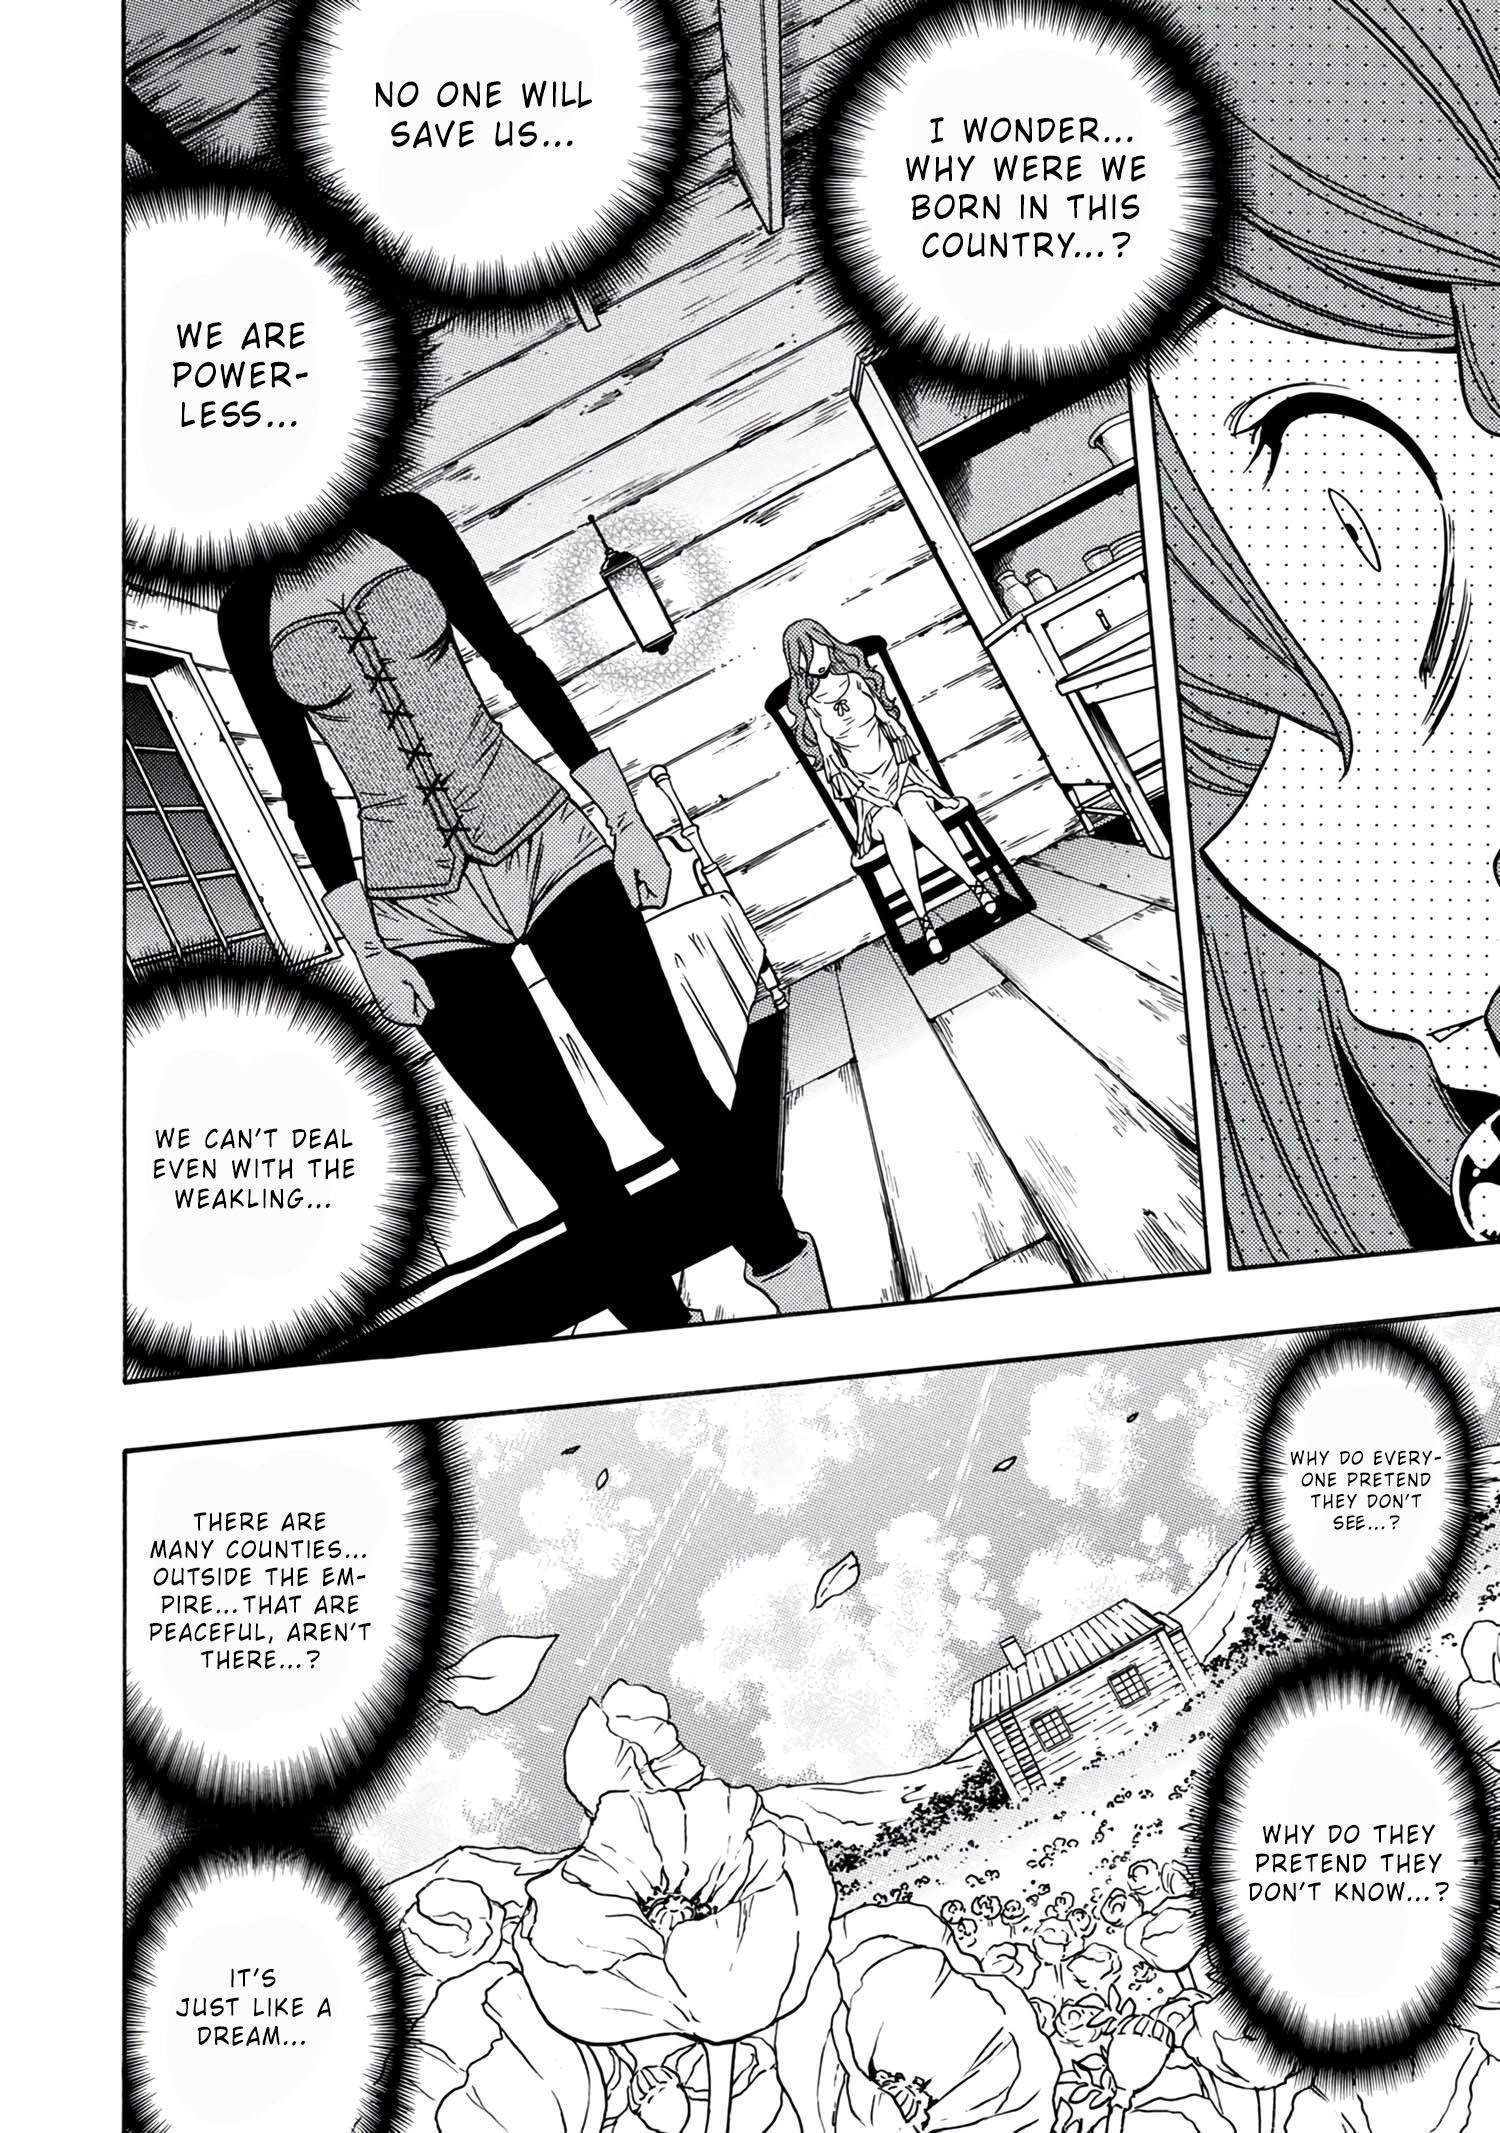 I WONDER...
WHY WERE WE
BORN IN THIS
COUNTRY...?
NO ONE WILL
SAVE US...
WE ARE
POWER-
LESS...
WE CAN'T DEAL
EVEN WITH THE
WEAKLING...
WHY DO EVERY-
ONE PRETEND
THEY DON'T
SEE...?
WHY DO THEY
PRETEND THEY
DON'T KNOW...?
THERE ARE
MANY COUNTIES...
OUTSIDE THE EM-
PIRE...THAT ARE
PEACEFUL, AREN'T
THERE...?
IT'S
JUST LIKE A
DREAM...